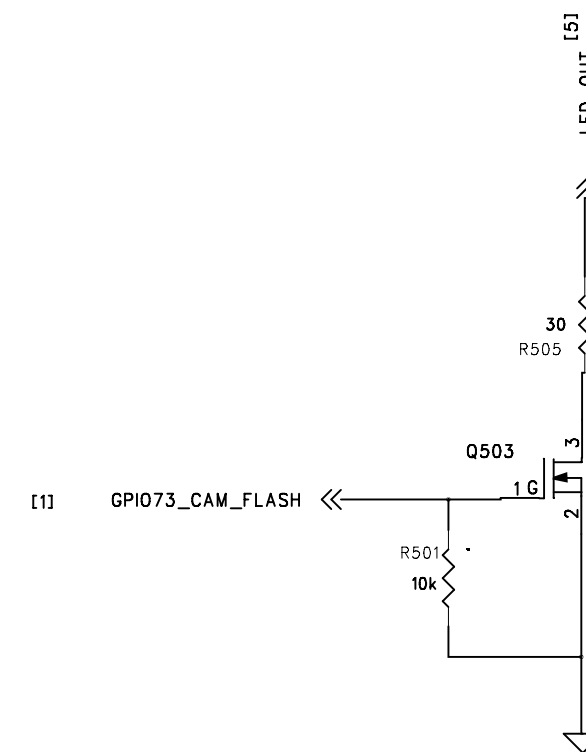 [5]
LED_OUT
30
R505
3
Q503
1 G
[1] GPIO73_CAM_FLASH
2
R501
10k